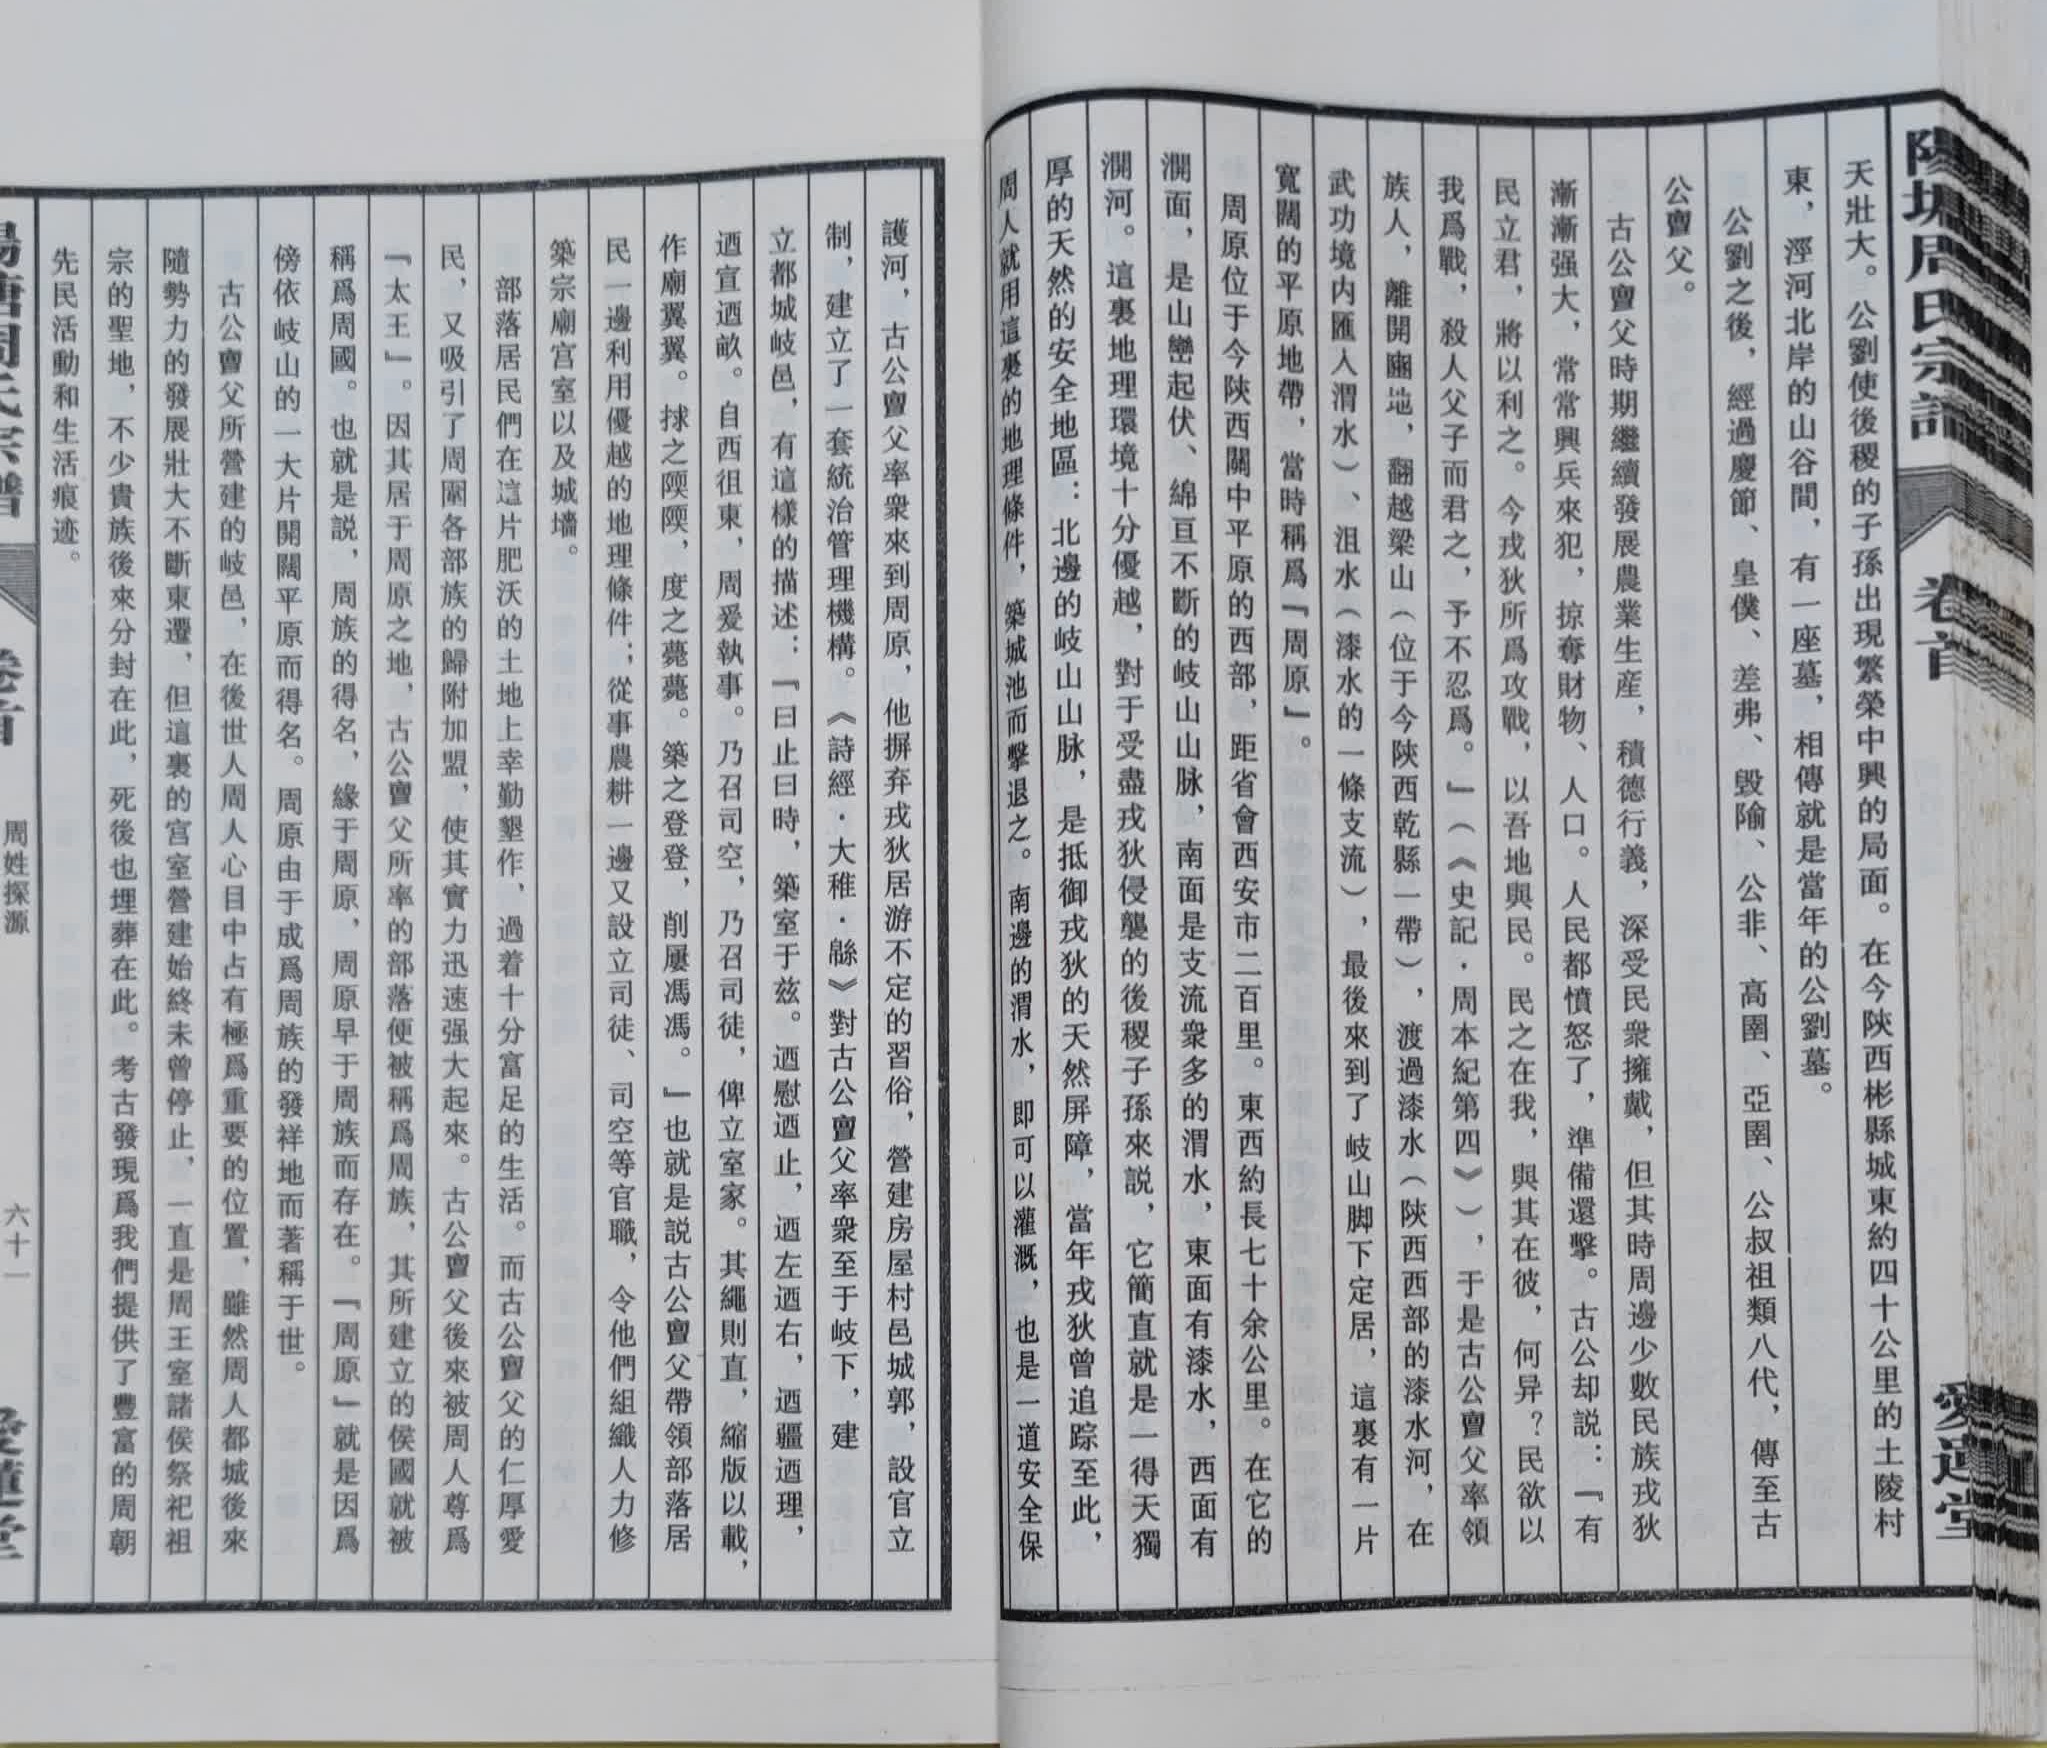 陽塘周氏宗譜
卷首
愛蓮堂
天壯大。公劉使後稷的子孫出現繁榮中興的局面。在今陝西彬縣城東約四十公里的土陵村
東，涇河北岸的山谷間，有一座墓，相傳就是當年的公劉墓。
公劉之後，經過慶節、皇僕、差弗、毁隃、公非、高圉、亞圉、公叔祖類八代，傳至古
公亶父。
古公亶父時期繼續發展農業生産，積德行義，深受民衆擁戴，但其時周邊少數民族戎狄
漸漸强大，常常興兵來犯，掠奪財物、人口。人民都憤怒了，準備還擊。古公却説：『有
民立君，將以利之。今戎狄所爲攻戰，以吾地與民。民之在我，與其在彼，何异？民欲以
我爲戰，殺人父子而君之，予不忍爲。』（《史記·周本紀第四》），于是古公亶父率領
族人，離開豳地，翻越梁山（位于今陝西乾縣一帶），渡過漆水（陝西西部的漆水河，在
武功境内匯入渭水）、沮水（漆水的一條支流），最後來到了岐山脚下定居，這裏有一片
寬闊的平原地帶，當時稱爲『周原』。
周原位于今陝西關中平原的西部，距省會西安市二百里。東西約長七十余公里。在它的
澗面，是山巒起伏、綿亘不斷的岐山山脉，南面是支流衆多的渭水，東面有漆水，西面有
澗河。這裏地理環境十分優越，對于受盡戎狄侵襲的後稷子孫來説，它簡直就是一得天獨
厚的天然的安全地區：北邊的岐山山脉，是抵御戎狄的天然屏障，當年戎狄曾追踪至此，
周人就用這裏的地理條件，築城池而擊退之。南邊的渭水，即可以灌溉，也是一道安全保
護河，古公亶父率衆來到周原，他摒弃戎狄居游不定的習俗，營建房屋村邑城郭，設官立
制，建立了一套統治管理機構。《詩經·大稚·緜》對古公亶父率衆至于岐下，建
立都城岐邑，有這樣的描述：『曰止曰時，築室于兹。迺慰迺止，迺左迺右，迺疆迺理，
迺宣迺畝。自西徂東，周爰執事。乃召司空，乃召司徒，俾立室家。其繩則直，縮版以載，
作廟翼翼。捄之陾陾，度之薨薨。築之登登，削屢馮馮。』也就是説古公亶父帶領部落居
民一邊利用優越的地理條件；從事農耕一邊又設立司徒、司空等官職，令他們組織人力修
築宗廟宫室以及城墻。
部落居民們在這片肥沃的土地上幸勤墾作，過着十分富足的生活。而古公亶父的仁厚愛
民，又吸引了周圍各部族的歸附加盟，使其實力迅速强大起來。古公亶父後來被周人尊爲
『太王』。因其居于周原之地，古公亶父所率的部落便被稱爲周族，其所建立的侯國就被
稱爲周國。也就是説，周族的得名，緣于周原，周原早于周族而存在。『周原』就是因爲
傍依岐山的一大片開闊平原而得名。周原由于成爲周族的發祥地而著稱于世。
古公亶父所營建的岐邑，在後世人周人心目中占有極爲重要的位置，雖然周人都城後來
隨勢力的發展壯大不斷東遷，但這裏的宫室營建始終未曾停止，一直是周王室諸侯祭祀祖
宗的聖地，不少貴族後來分封在此，死後也埋葬在此。考古發現爲我們提供了豐富的周朝
先民活動和生活痕迹。
陽塘周氏宗譜
卷首
周姓探源
六十一
愛蓮堂